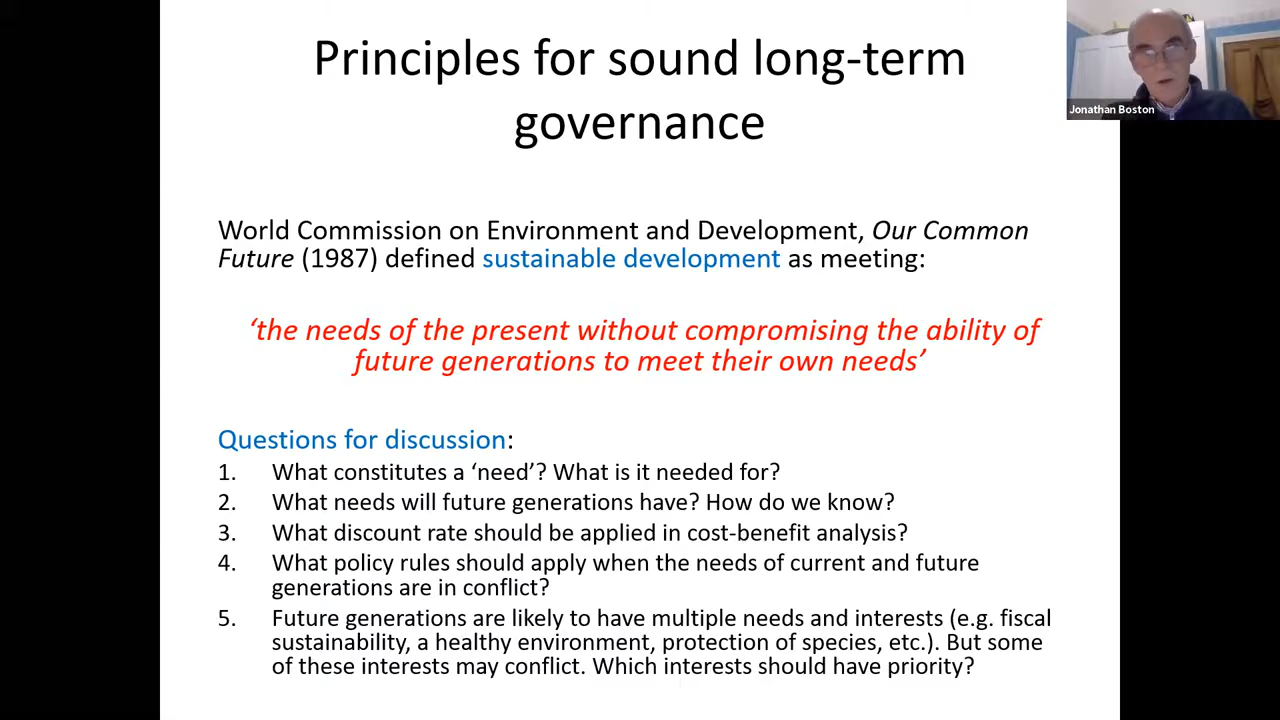 Principles for sound long-term
governance
Jonathan Boston
World Commission on Environment and Development, Our Common
Future (1987) defined sustainable development as meeting:
‘the needs of the present without compromising the ability of
future generations to meet their own needs’
Questions for discussion:
1. What constitutes a ‘need’? What is it needed for?
2. What needs will future generations have? How do we know?
3. What discount rate should be applied in cost-benefit analysis?
4. What policy rules should apply when the needs of current and future
generations are in conflict?
5. Future generations are likely to have multiple needs and interests (e.g. fiscal
sustainability, a healthy environment, protection of species, etc.). But some
of these interests may conflict. Which interests should have priority?